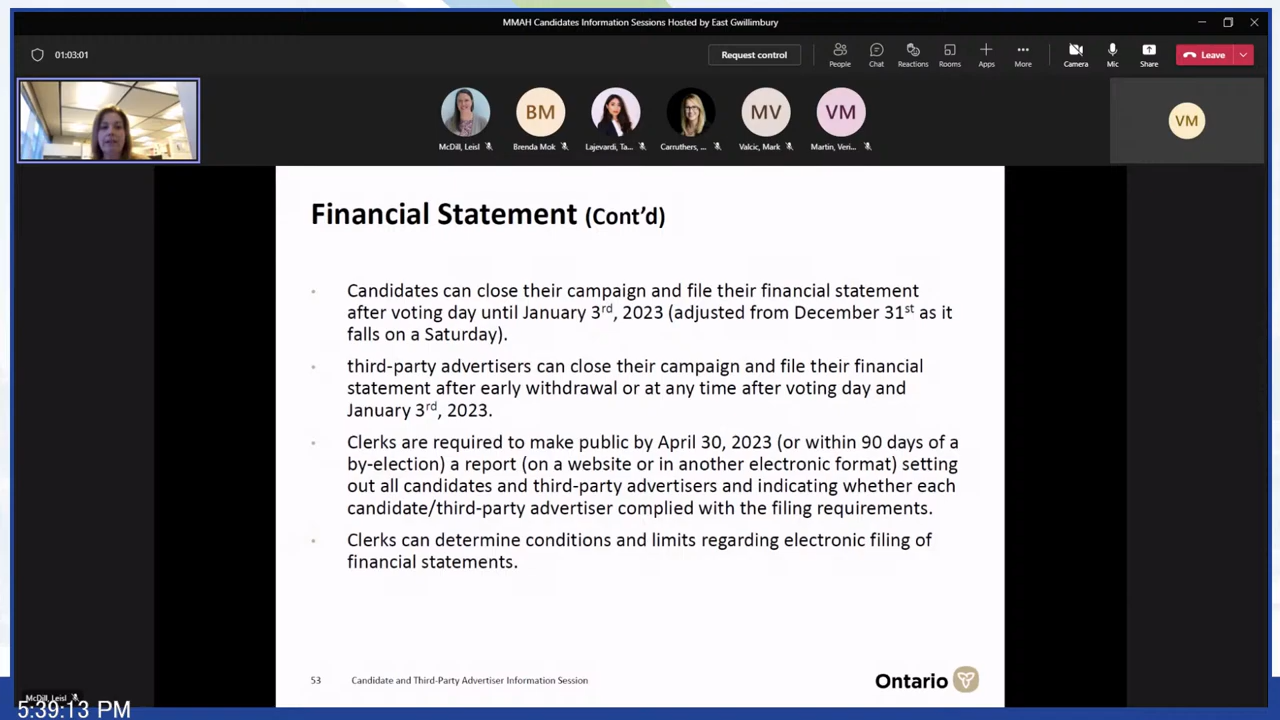 MMAH Candidates Information Sessions Hosted by East Gwillimbury
01:03:01
Request control
People
Chat
Reactions
Rooms
Apps
More
Camera
Mic
Share
Leave
BM
MV
VM
VM
McDill, Leisl
Brenda Mok
Lajevardi, Ta...
Carruthers, ...
Valcic, Mark
Martin, Veri...
Financial Statement (Cont’d)
Candidates can close their campaign and file their financial statement
after voting day until January 3rd, 2023 (adjusted from December 31st as it
falls on a Saturday).
third-party advertisers can close their campaign and file their financial
statement after early withdrawal or at any time after voting day and
January 3rd, 2023.
Clerks are required to make public by April 30, 2023 (or within 90 days of a
by-election) a report (on a website or in another electronic format) setting
out all candidates and third-party advertisers and indicating whether each
candidate/third-party advertiser complied with the filing requirements.
Clerks can determine conditions and limits regarding electronic filing of
financial statements.
53
Candidate and Third-Party Advertiser Information Session
Ontario
McDill, Leisl
5:39:13 PM